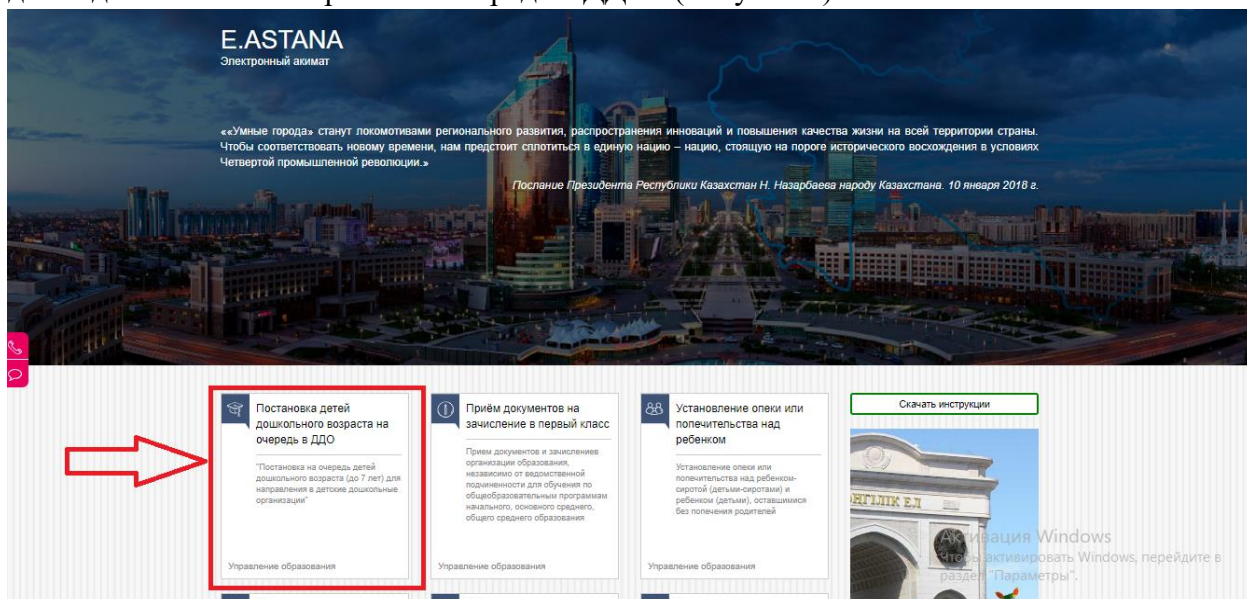 E.ASTANA
Электронный акимат
««Умные города» станут локомотивами регионального развития, распространения инноваций и повышения качества жизни на всей территории страны.
Чтобы соответствовать новому времени, нам предстоит сплотиться в единую нацию – нацию, стоящую на пороге исторического восхождения в условиях
Четвертой промышленной революции.»
Послание Президента Республики Казахстан Н. Назарбаева народу Казахстана. 10 января 2018 г.
Постановка детей
дошкольного возраста на
очередь в ДДО
"Постановка на очередь детей
дошкольного возраста (до 7 лет) для
направления в детские дошкольные
организации"
Управление образования
Приём документов на
зачисление в первый класс
Прием документов и зачислениев
организации образования,
независимо от ведомственной
подчиненности для обучения по
общеобразовательным программам
начального, основного среднего,
общего среднего образования
Управление образования
Установление опеки или
попечительства над
ребенком
Установление опеки или
попечительства над ребенком-
сиротой (детьми-сиротами) и
ребенком (детьми), оставшимися
без попечения родителей
Управление образования
Скачать инструкции
Активация Windows
Чтобы активировать Windows, перейдите в
раздел "Параметры".